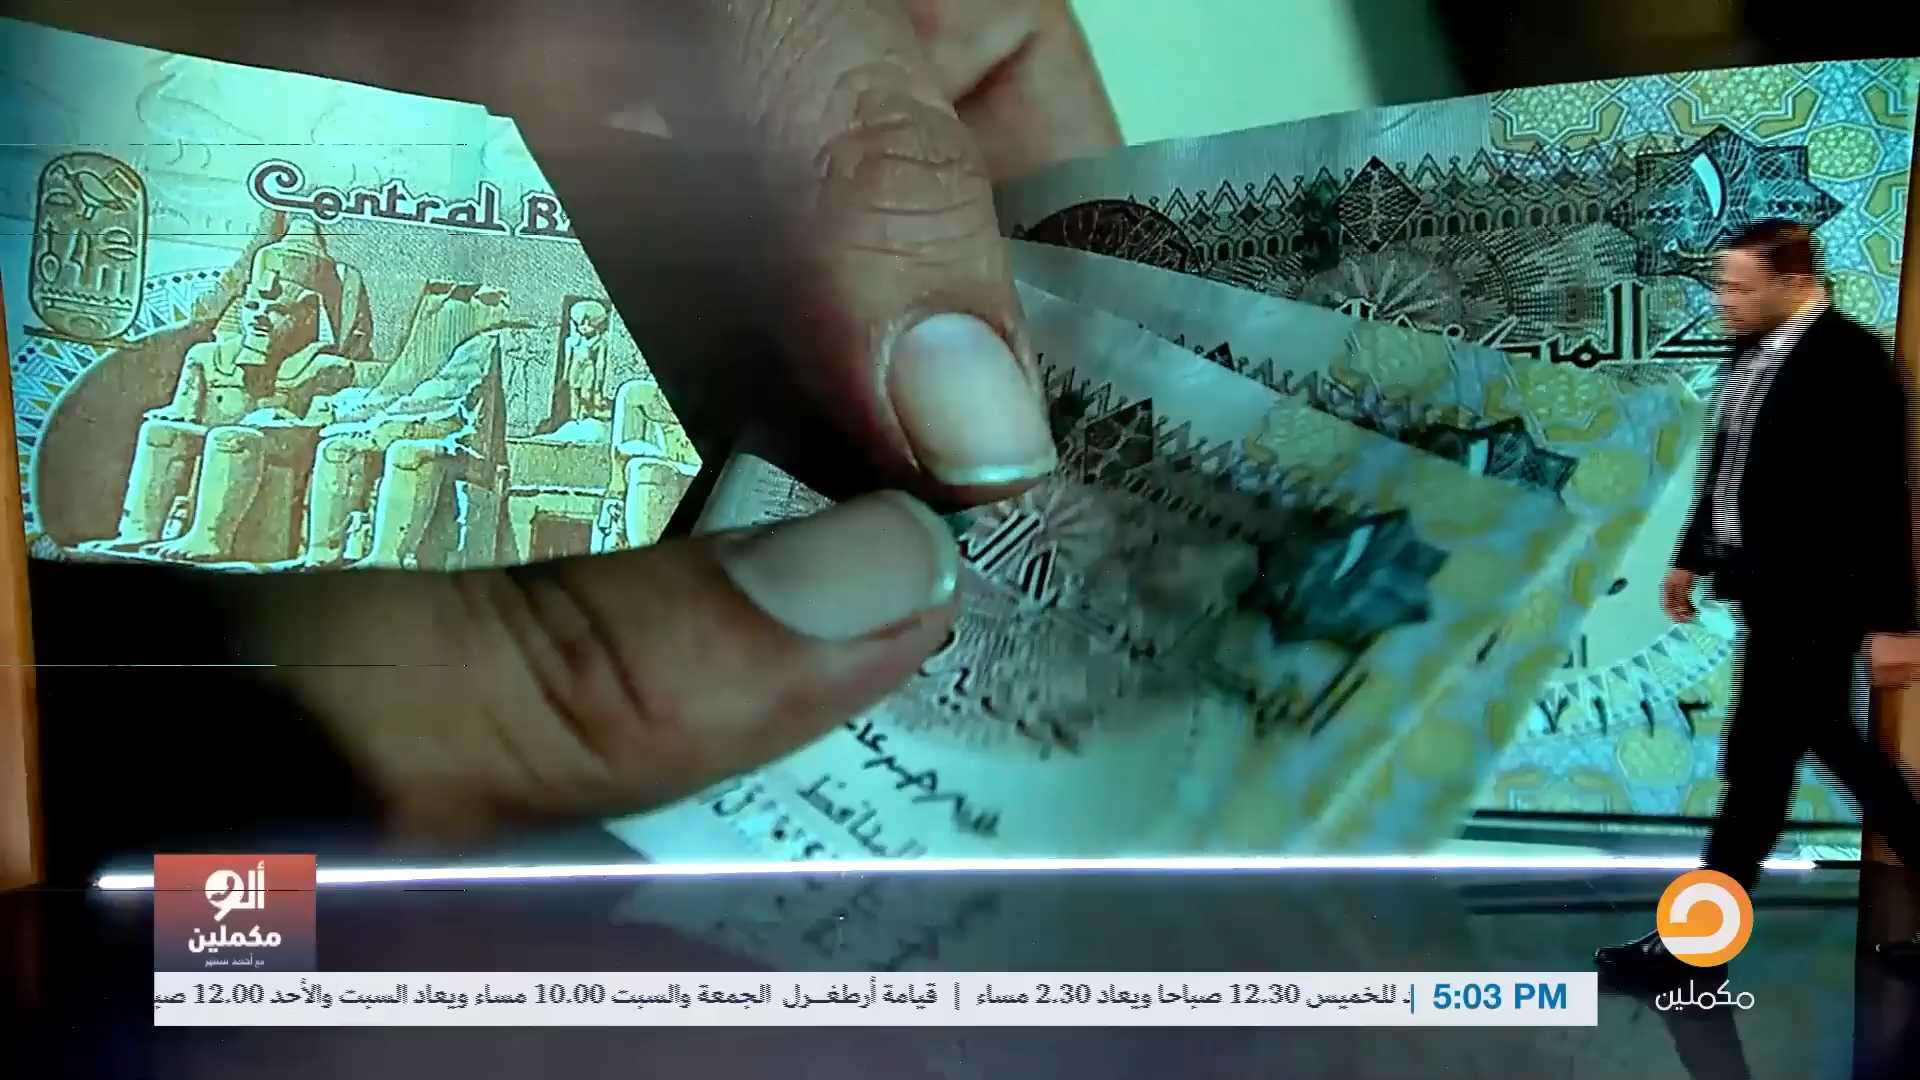 Central
المحافظ
ألو
مكملين
مع أحمد سمير
للخميس 12.30 صباحا ويعاد 2.30 مساء | قيامة أرطغرل الجمعة والسبت 10.00 مساء ويعاد السبت والأحد 12.00
5:03 PM
مكملين